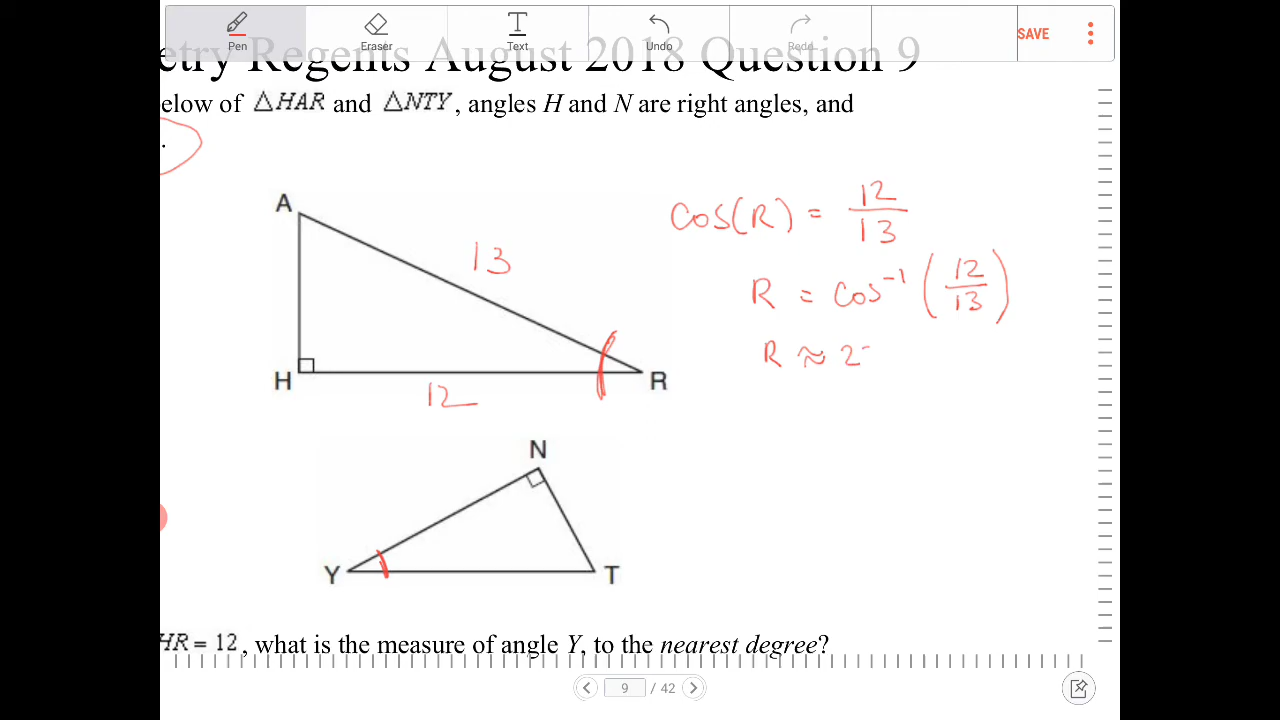 Pen Eraser Text Undo Redo SAVE
etry Regents August 2018 Question 9
elow of △HAR and △NTY, angles H and N are right angles, and
.
A
13
H
12
R
cos(R) = 12/13
R = cos⁻¹ (12/13)
R ≈ 2
N
Y
T
HR = 12, what is the measure of angle Y, to the nearest degree?
9 / 42